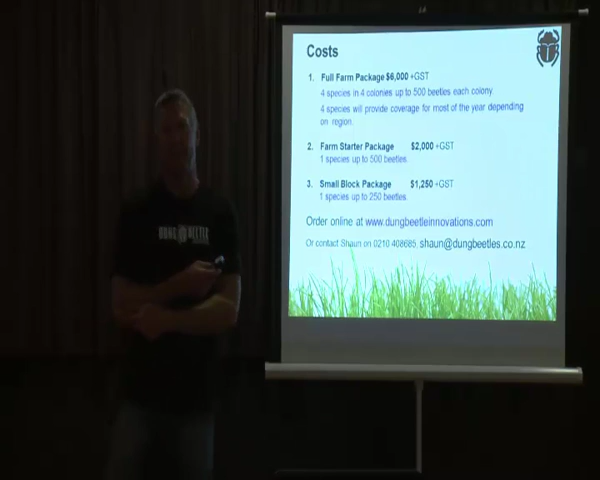 Costs
1. Full Farm Package $6,000 +GST
4 species in 4 colonies up to 500 beetles each colony.
4 species will provide coverage for most of the year depending
on region.
2. Farm Starter Package $2,000 +GST
1 species up to 500 beetles.
3. Small Block Package $1,250 +GST
1 species up to 250 beetles.
Order online at www.dungbeetleinnovations.com
Or contact Shaun on 0210 408685, shaun@dungbeetles.co.nz
DUNG BEETLE